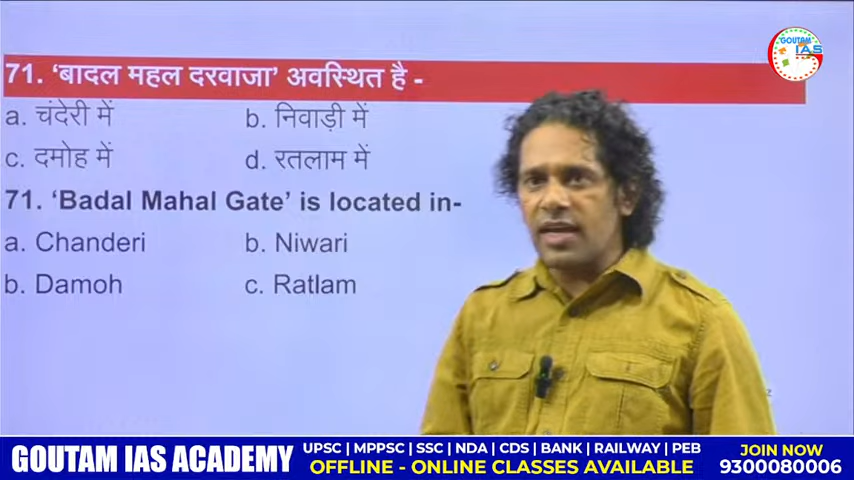 GOUTAM
IAS
71. ‘बादल महल दरवाजा’ अवस्थित है -
a. चंदेरी में b. निवाड़ी में
c. दमोह में d. रतलाम में
71. ‘Badal Mahal Gate’ is located in-
a. Chanderi b. Niwari
b. Damoh c. Ratlam
GOUTAM IAS ACADEMY
UPSC | MPPSC | SSC | NDA | CDS | BANK | RAILWAY | PEB
OFFLINE - ONLINE CLASSES AVAILABLE
JOIN NOW
9300080006